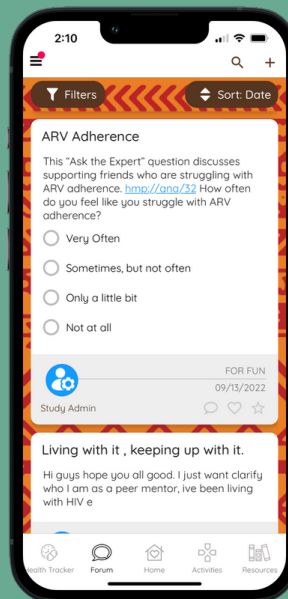 2:10
Filters
Sort: Date
ARV Adherence
This "Ask the Expert" question discusses
supporting friends who are struggling with
ARV adherence. hmp://anq/32 How often
do you feel like you struggle with ARV
adherence?
Very Often
Sometimes, but not often
Only a little bit
Not at all
FOR FUN
09/13/2022
Study Admin
Living with it , keeping up with it.
Hi guys hope you all good. I just want clarify
who I am as a peer mentor, ive been living
with HIV e
ealth Tracker
Forum
Home
Activities
Resources